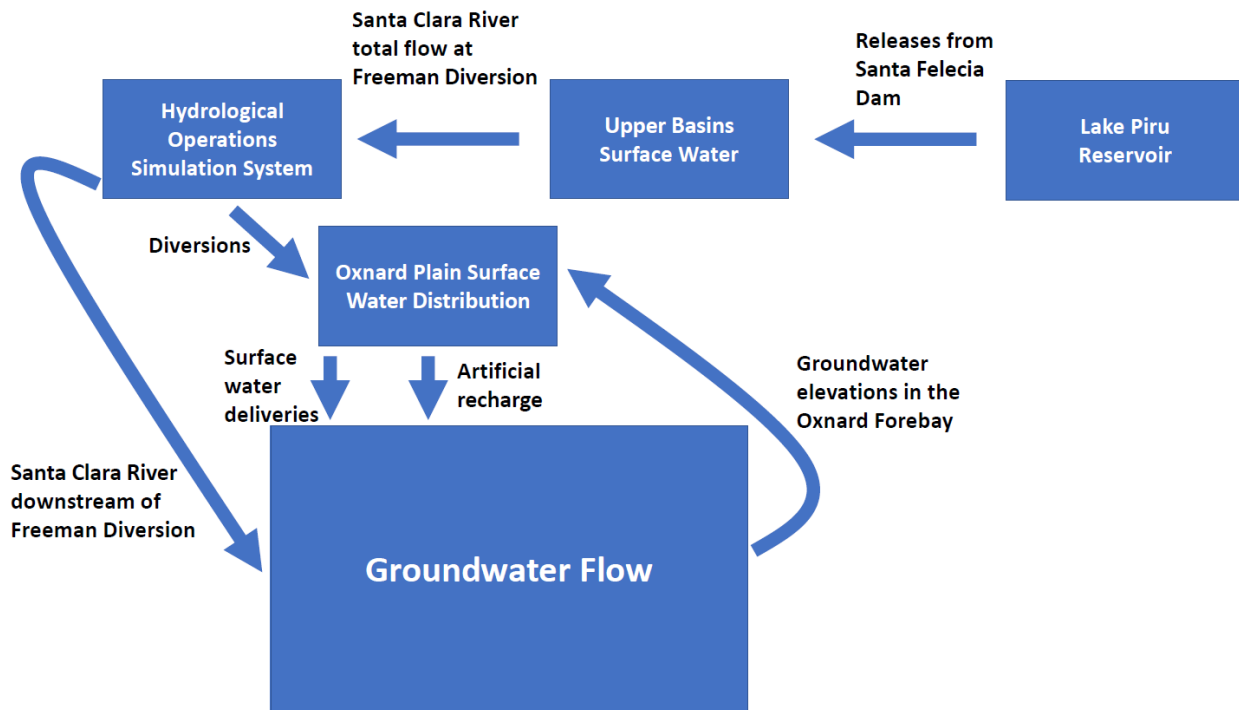 Santa Clara River
total flow at
Freeman Diversion
Releases from
Santa Felecia
Dam
Hydrological
Operations
Simulation System
Upper Basins
Surface Water
Lake Piru
Reservoir
Diversions
Oxnard Plain Surface
Water Distribution
Surface
water
deliveries
Artificial
recharge
Groundwater
elevations in the
Oxnard Forebay
Santa Clara River
downstream of
Freeman Diversion
Groundwater Flow